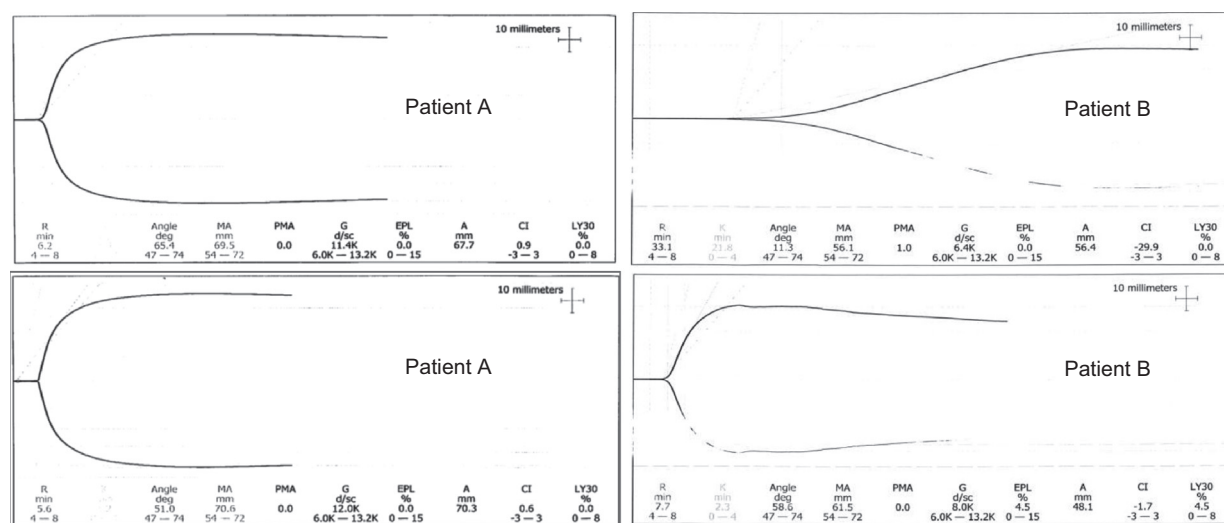 10 millimeters
Patient A
R Angle MA PMA G EPL A CI LY30
min deg mm d/sc % mm %
6.2 65.4 69.5 0.0 11.4K 0.0 67.7 0.9 0.0
4 — 8 47 — 74 54 — 72 6.0K — 13.2K 0 — 15 -3 — 3 0 — 8
10 millimeters
Patient B
R K Angle MA PMA G EPL A CI LY30
min min deg mm d/sc % mm %
33.1 21.8 11.3 56.1 1.0 6.4K 0.0 56.4 -29.9 0.0
4 — 8 0 — 4 47 — 74 54 — 72 6.0K — 13.2K 0 — 15 -3 — 3 0 — 8
10 millimeters
Patient A
R Angle MA PMA G EPL A CI LY30
min deg mm d/sc % mm %
5.6 51.0 70.6 0.0 12.0K 0.0 70.3 0.6 0.0
4 — 8 47 — 74 54 — 72 6.0K — 13.2K 0 — 15 -3 — 3 0 — 8
10 millimeters
Patient B
R K Angle MA PMA G EPL A CI LY30
min min deg mm d/sc % mm %
7.7 2.3 58.6 61.5 0.0 8.0K 4.5 48.1 -1.7 4.5
4 — 8 0 — 4 47 — 74 54 — 72 6.0K — 13.2K 0 — 15 -3 — 3 0 — 8